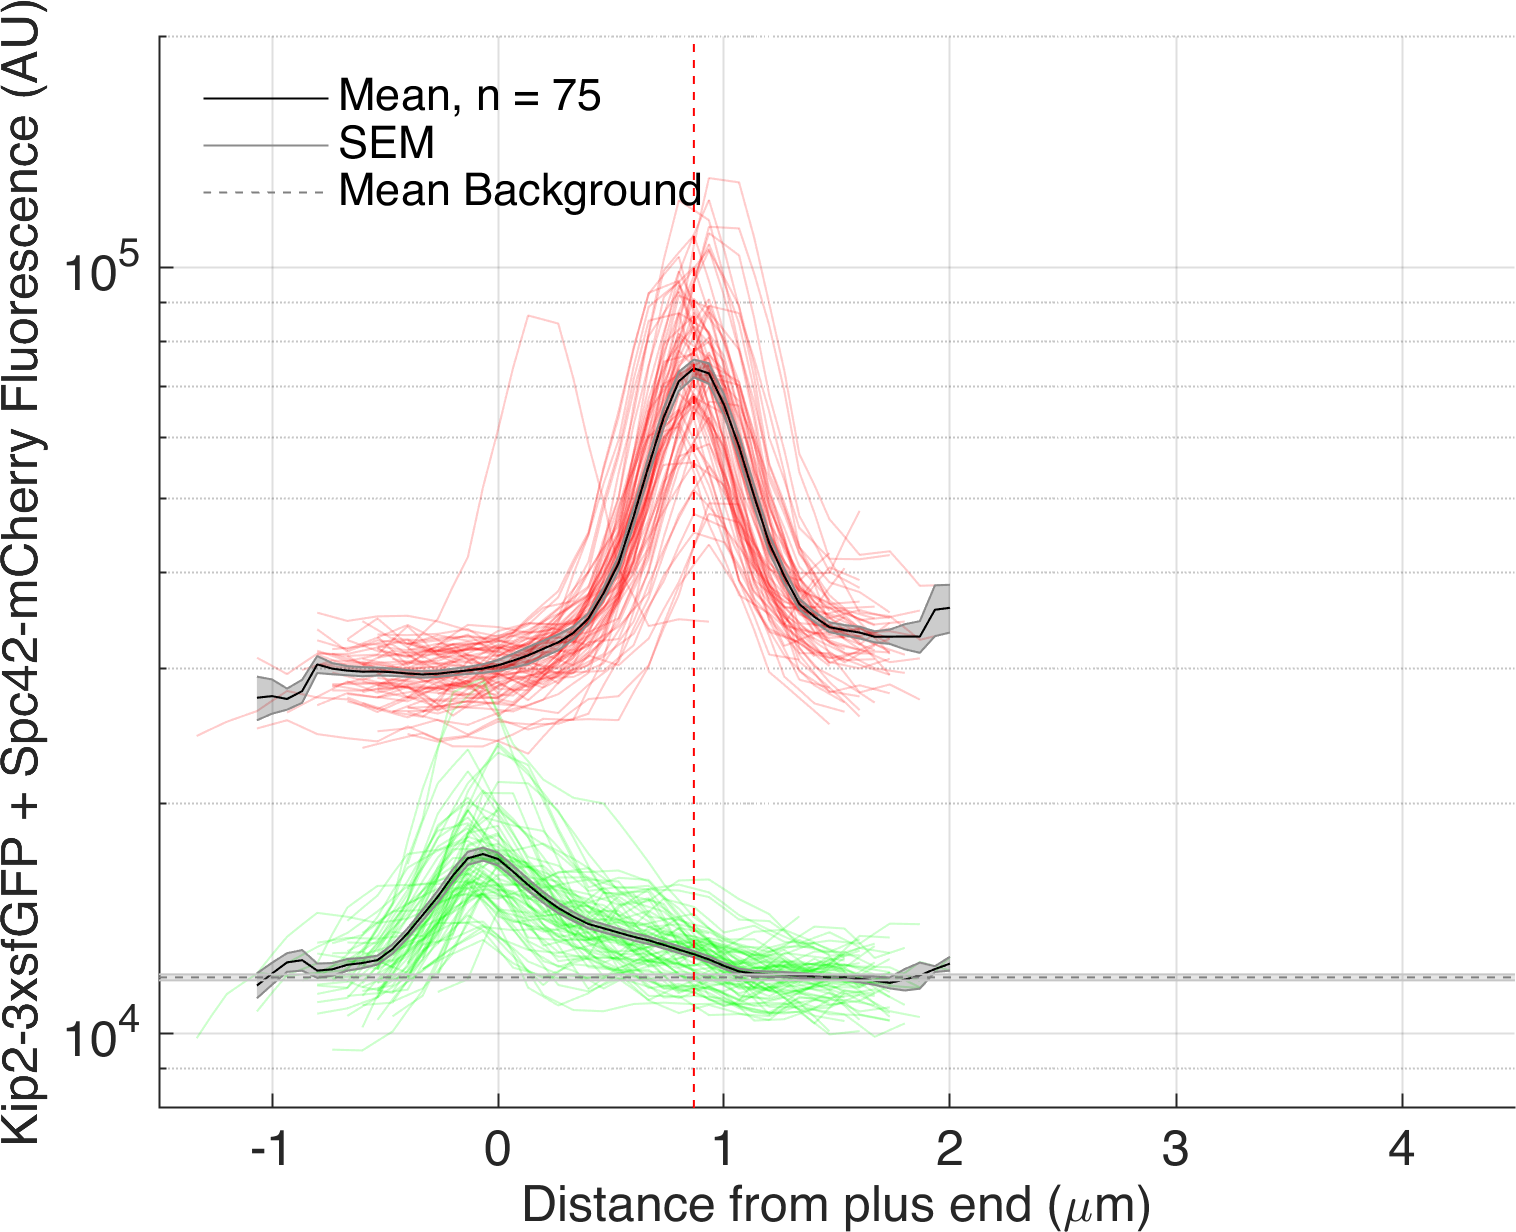 Kip2-3xsfGFP + Spc42-mCherry Fluorescence (AU)
Mean, n = 75
SEM
Mean Background
10^5
10^4
-1 0 1 2 3 4
Distance from plus end (μm)